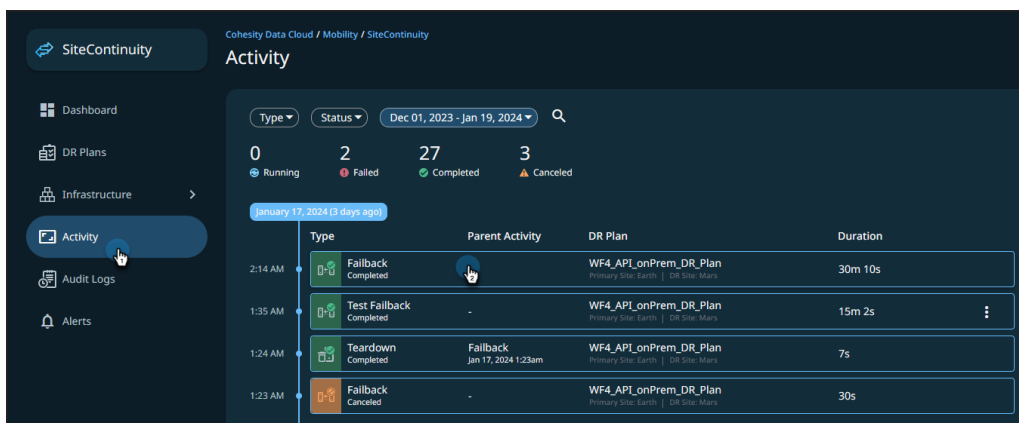 SiteContinuity
Cohesity Data Cloud / Mobility / SiteContinuity
Activity
Dashboard
DR Plans
Infrastructure
Activity
1
Audit Logs
Alerts
Type
Status
Dec 01, 2023 - Jan 19, 2024
0
Running
2
Failed
27
Completed
3
Canceled
January 17, 2024 (3 days ago)
Type Parent Activity DR Plan Duration
2:14 AM Failback 2 WF4_API_onPrem_DR_Plan 30m 10s
Completed Primary Site: Earth | DR Site: Mars
1:35 AM Test Failback - WF4_API_onPrem_DR_Plan 15m 2s
Completed Primary Site: Earth | DR Site: Mars
1:24 AM Teardown Failback WF4_API_onPrem_DR_Plan 7s
Completed Jan 17, 2024 1:23am Primary Site: Earth | DR Site: Mars
1:23 AM Failback - WF4_API_onPrem_DR_Plan 30s
Canceled Primary Site: Earth | DR Site: Mars